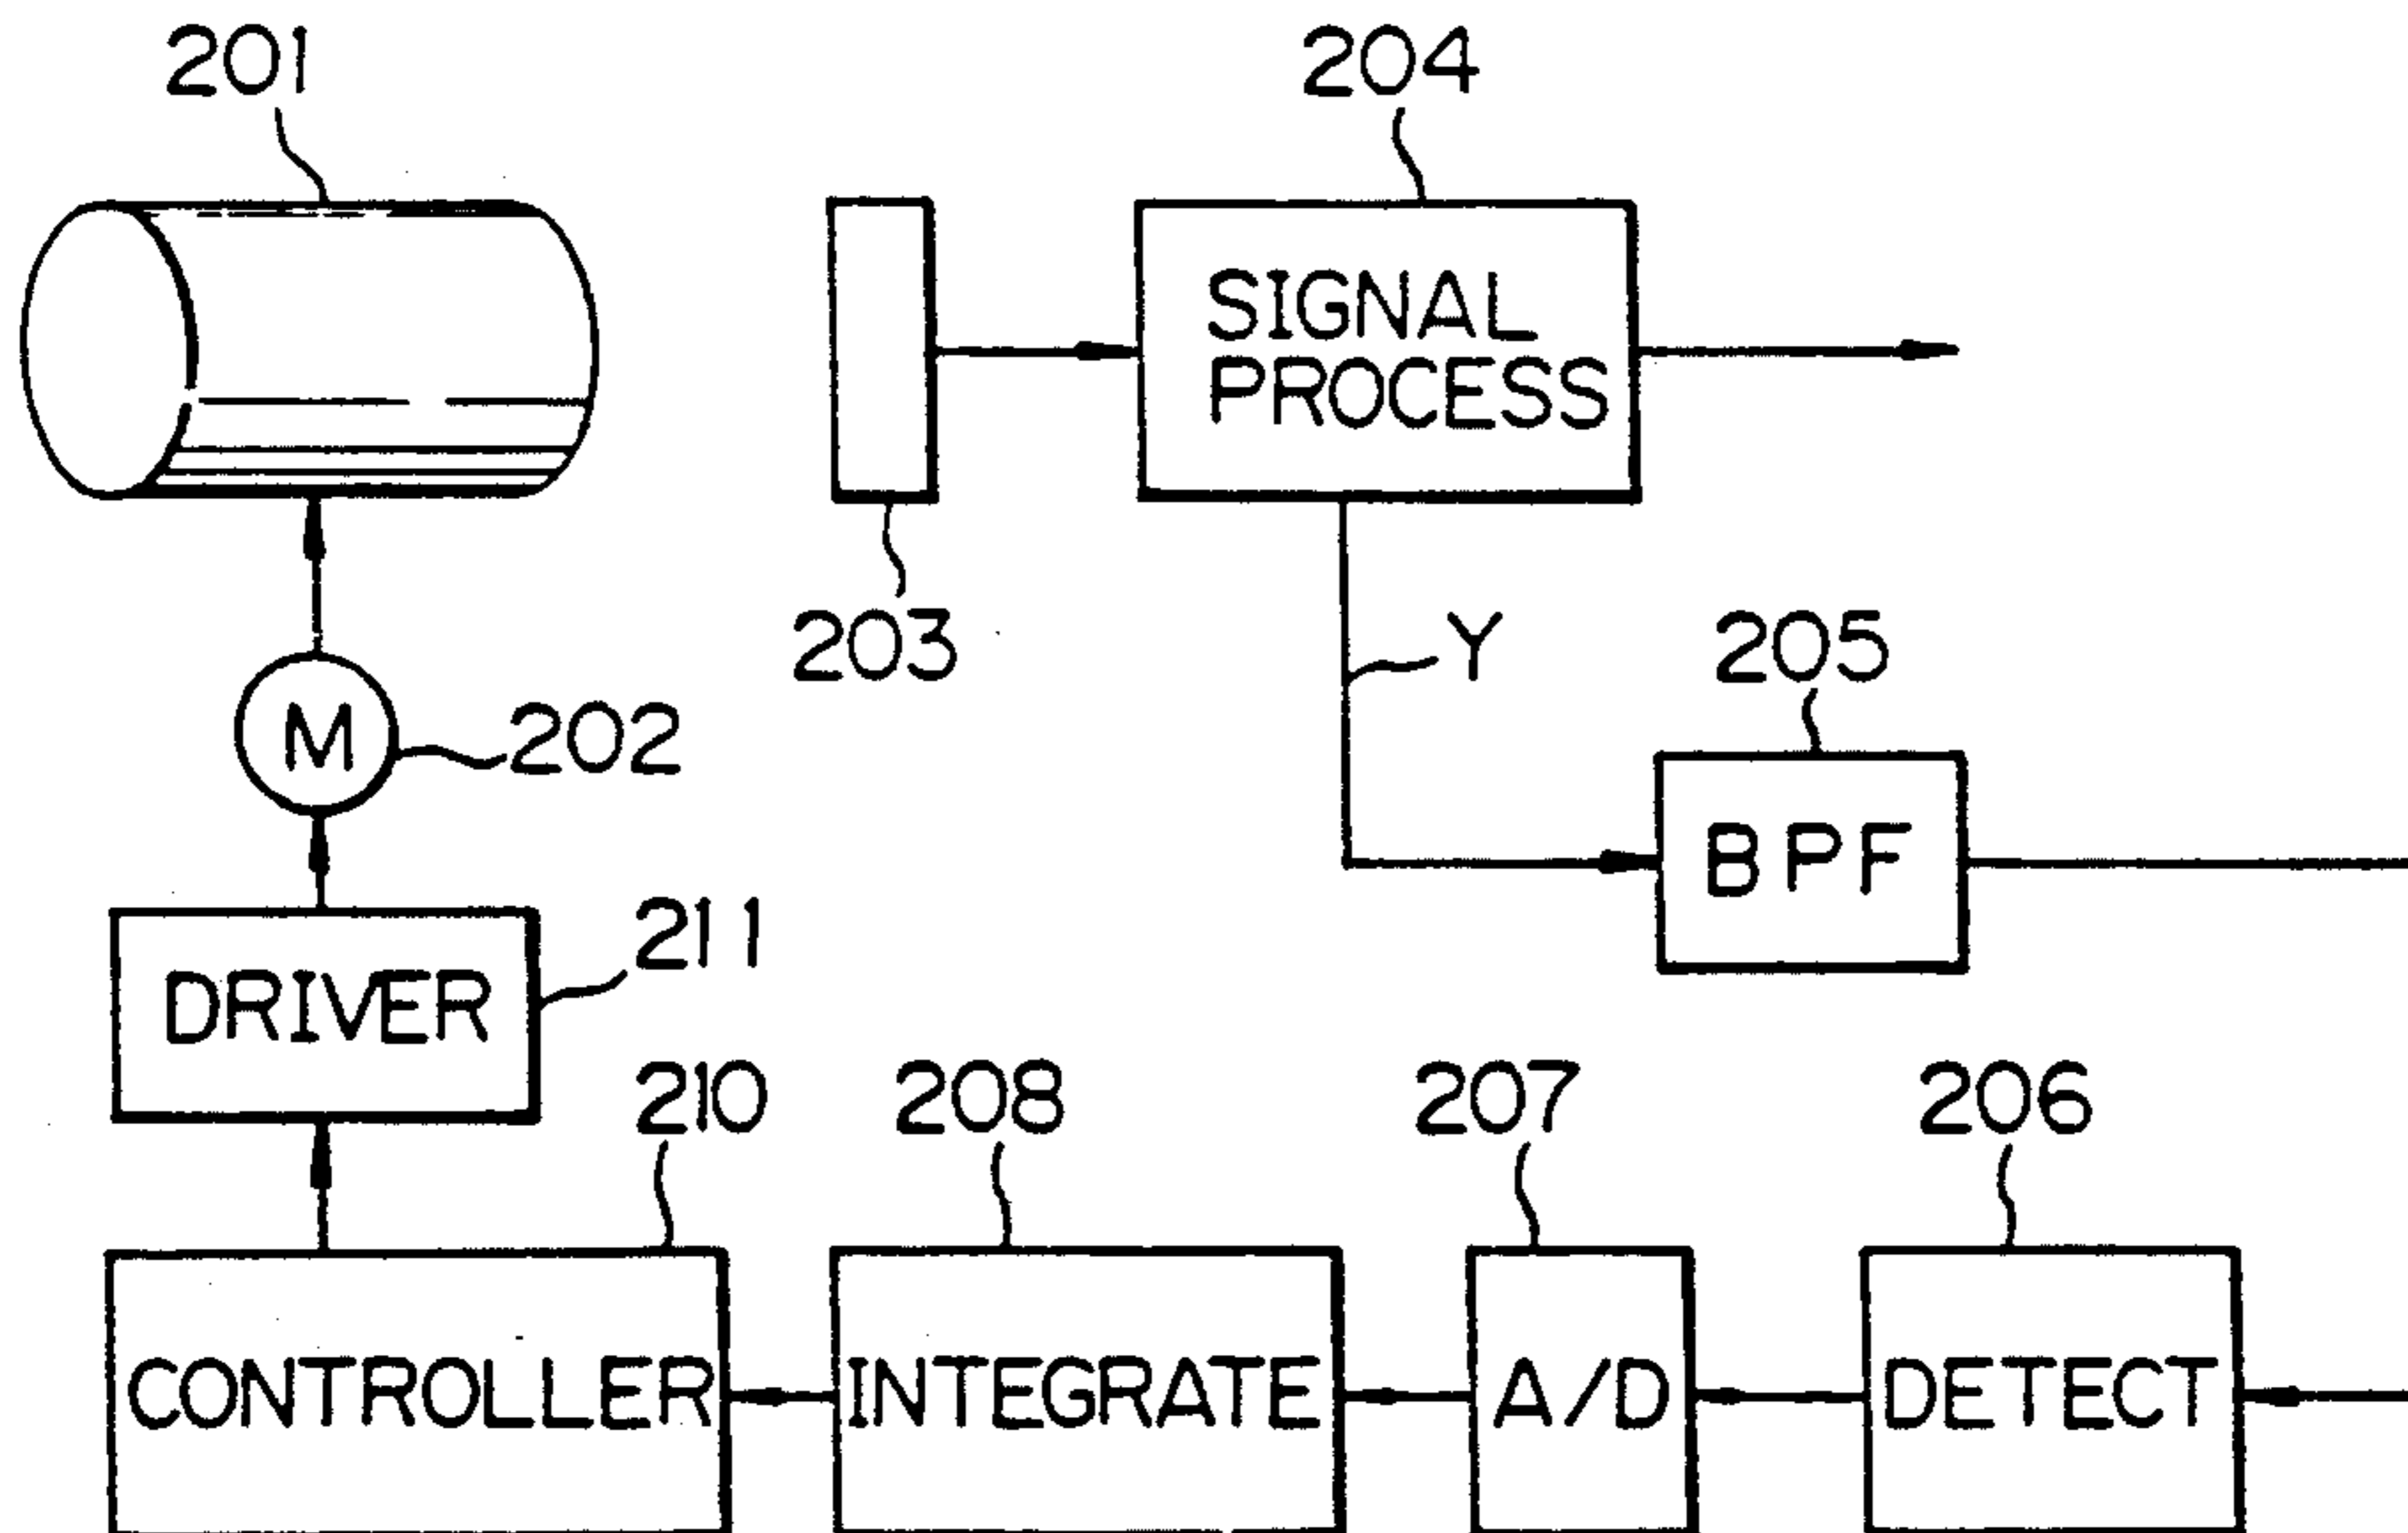 201
204
SIGNAL
PROCESS
203
Y
205
M
202
BPF
211
DRIVER
210
208
207
206
CONTROLLER
INTEGRATE
A/D
DETECT